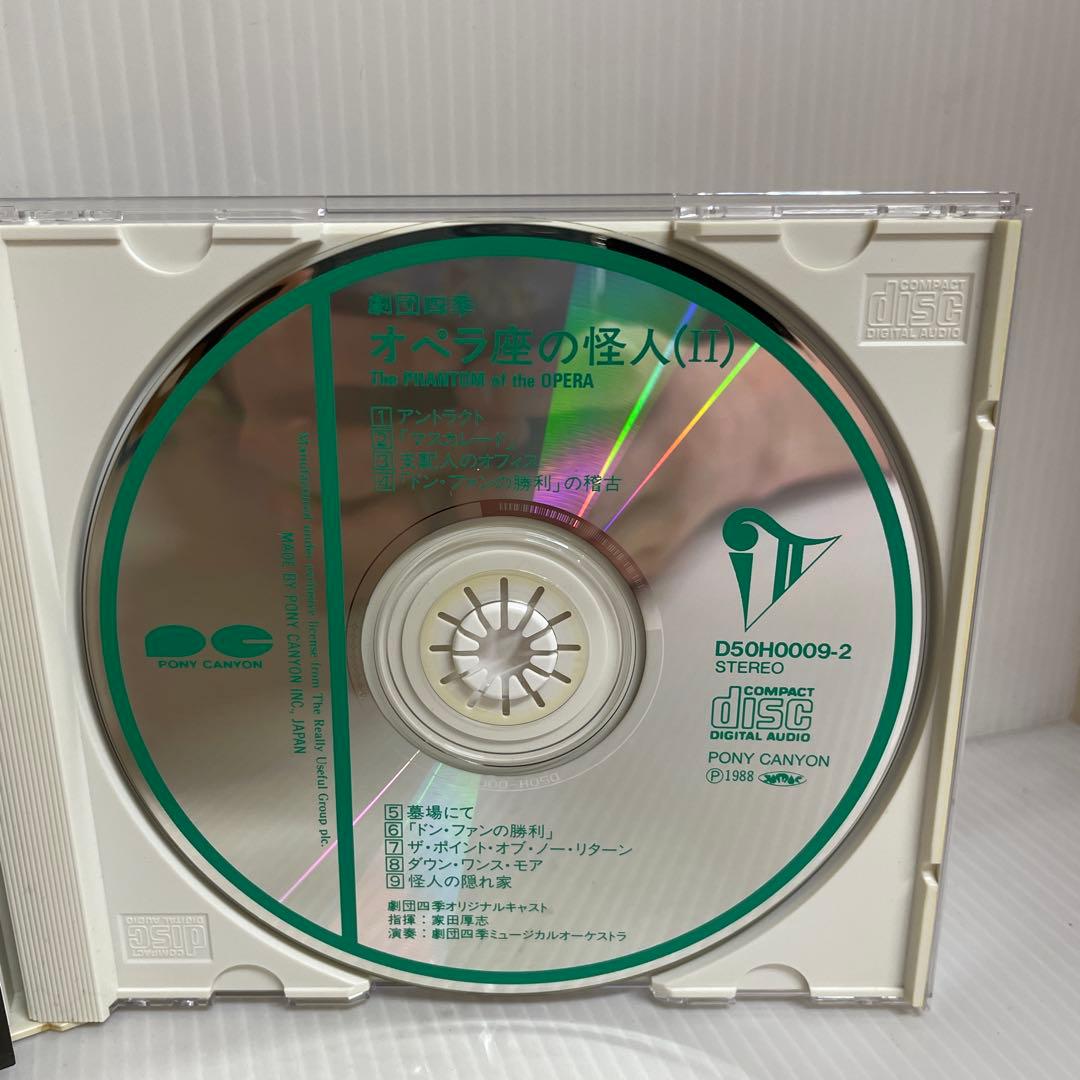 劇団四季
オペラ座の怪人(II)
The PHANTOM of the OPERA
1 アントラクト
2 「マスカレード」
3 支配人のオフィス
4 「ドン・ファンの勝利」の稽古
Manufactured under exclusive license from The Really Useful Group plc.
MADE BY PONY CANYON INC., JAPAN
PONY CANYON
D50H0009-2
STEREO
COMPACT
disc
DIGITAL AUDIO
PONY CANYON
Ⓟ1988
5 墓場にて
6 「ドン・ファンの勝利」
7 ザ・ポイント・オブ・ノー・リターン
8 ダウン・ワンス・モア
9 怪人の隠れ家
劇団四季オリジナルキャスト
指揮：家田厚志
演奏：劇団四季ミュージカルオーケストラ
COMPACT
disc
DIGITAL AUDIO
COMPACT
disc
DIGITAL AUDIO